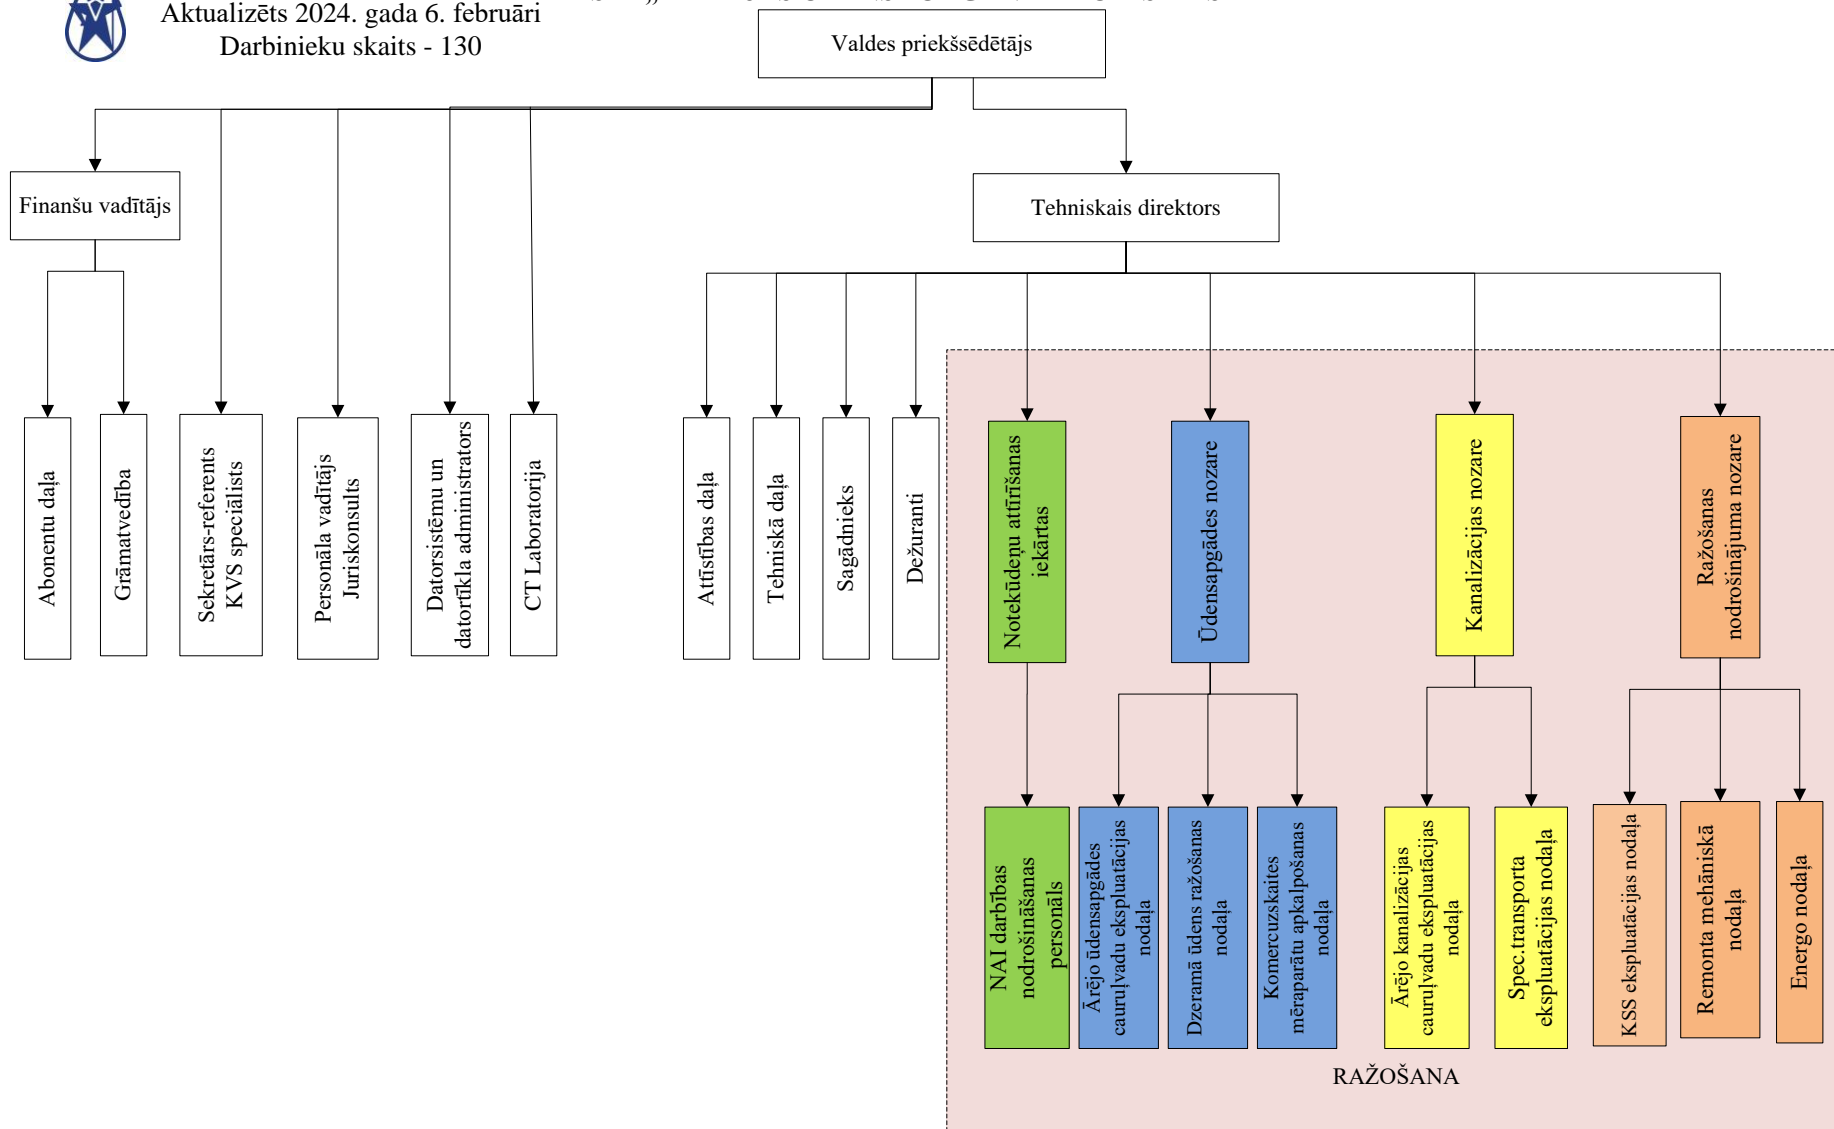 Aktualizēts 2024. gada 6. februāri
Darbinieku skaits - 130
Valdes priekšsēdētājs
Finanšu vadītājs
Tehniskais direktors
Abonentu daļa
Grāmatvedība
Sekretārs-referents
KVS speciālists
Personāla vadītājs
Juriskonsults
Datorsistēmu un
datortīkla administrators
CT Laboratorija
Attīstības daļa
Tehniskā daļa
Sagādnieks
Dežuranti
Notekūdeņu attīrīšanas
iekārtas
Ūdensapgādes nozare
Kanalizācijas nozare
Ražošanas
nodrošinājuma nozare
NAI darbības
nodrošināšanas
personāls
Ārējo ūdensapgādes
cauruļvadu ekspluatācijas
nodaļa
Dzeramā ūdens ražošanas
nodaļa
Komercuzskaites
mēraparātu apkalpošanas
nodaļa
Ārējo kanalizācijas
cauruļvadu ekspluatācijas
nodaļa
Spec.transporta
ekspluatācijas nodaļa
KSS ekspluatācijas nodaļa
Remonta mehāniskā
nodaļa
Energo nodaļa
RAŽOŠANA